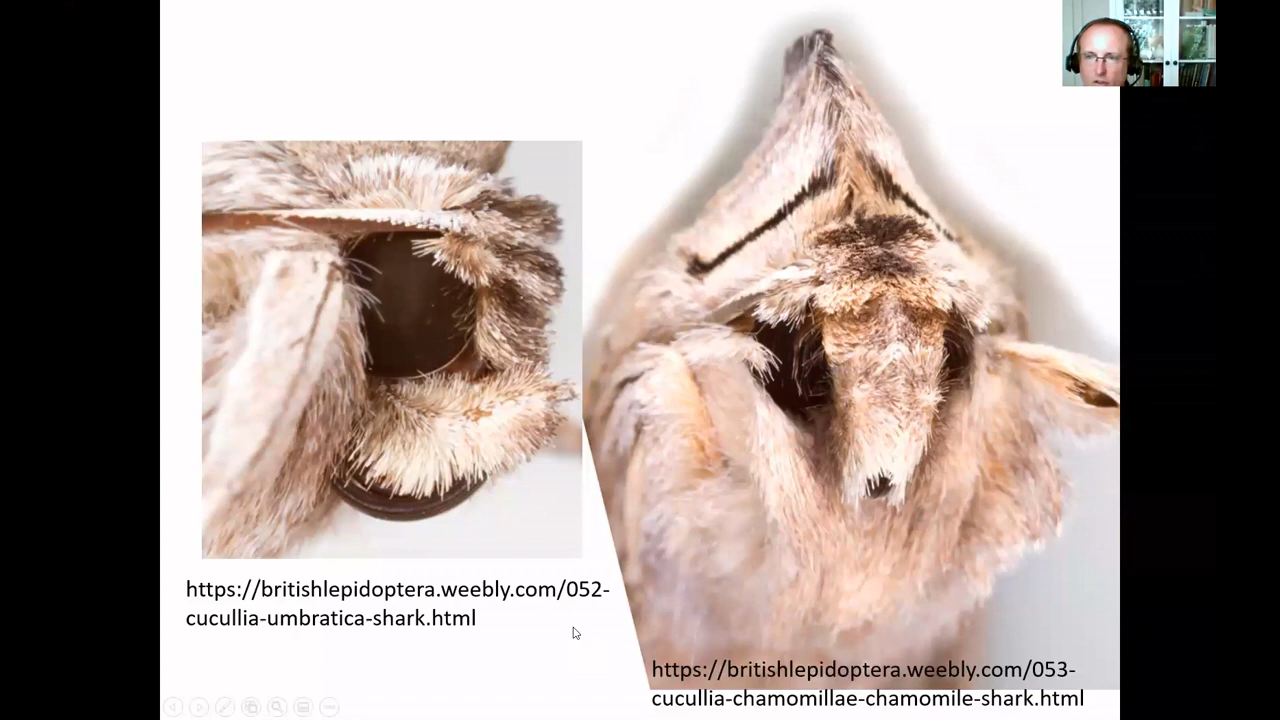 https://britishlepidoptera.weebly.com/052-
cucullia-umbratica-shark.html
https://britishlepidoptera.weebly.com/053-
cucullia-chamomillae-chamomile-shark.html